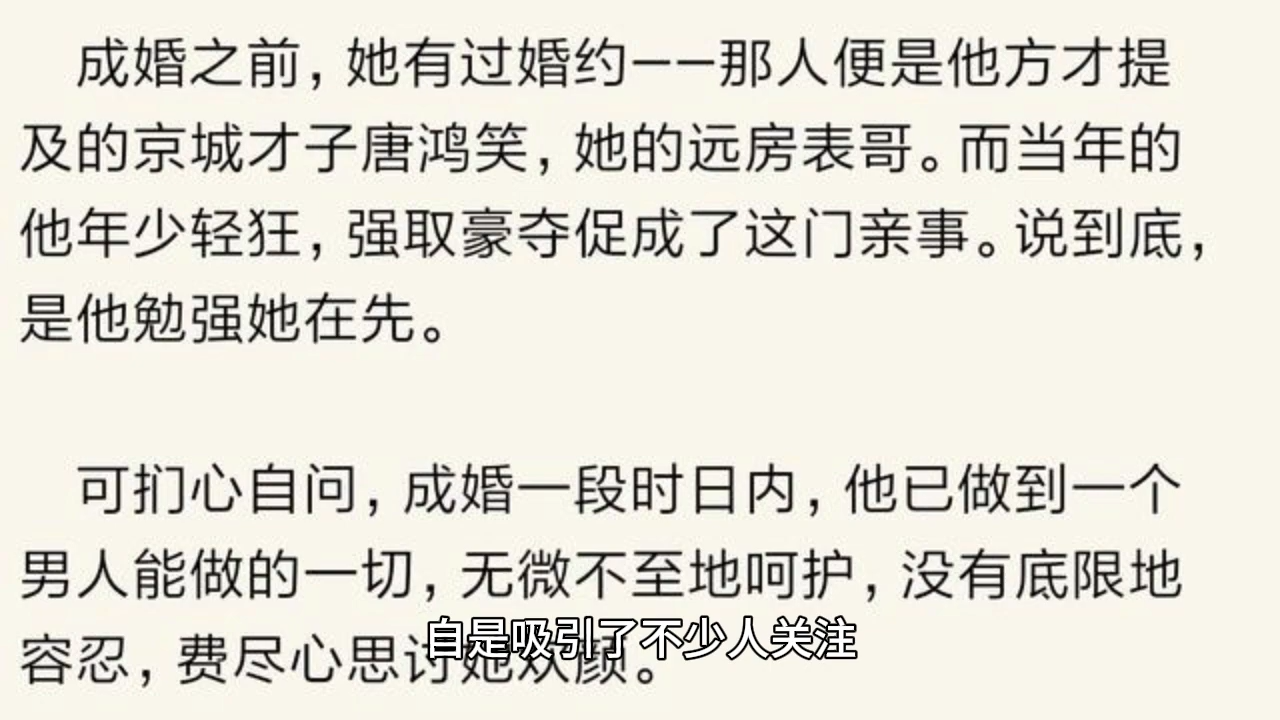 成婚之前，她有过婚约——那人便是他方才提
及的京城才子唐鸿笑，她的远房表哥。而当年的
他年少轻狂，强取豪夺促成了这门亲事。说到底，
是他勉强她在先。
可扪心自问，成婚一段时日内，他已做到一个
男人能做的一切，无微不至地呵护，没有底限地
容忍，费尽心思讨她欢颜。
自是吸引了不少人关注